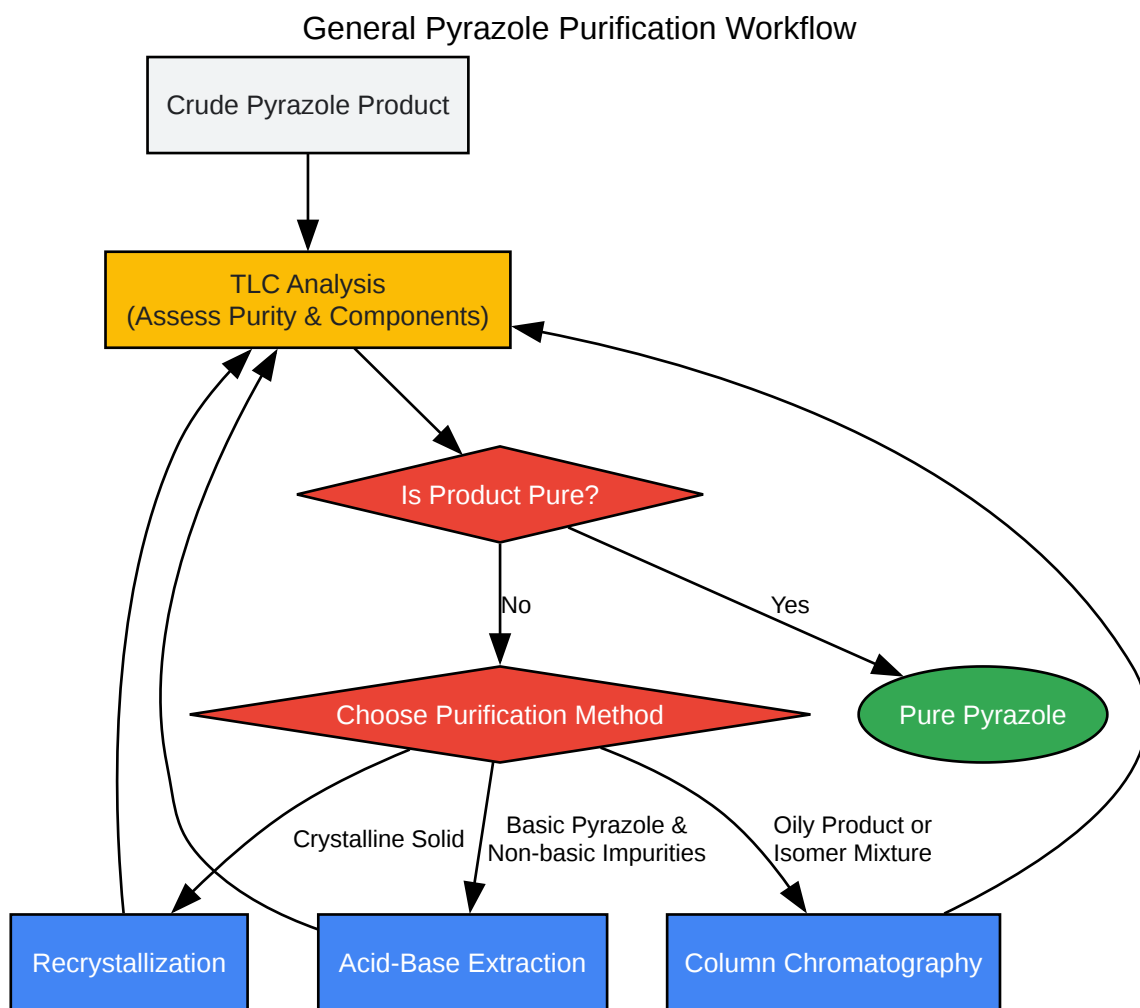 General Pyrazole Purification Workflow
Crude Pyrazole Product
TLC Analysis
(Assess Purity & Components)
Is Product Pure?
No
Yes
Choose Purification Method
Pure Pyrazole
Crystalline Solid
Basic Pyrazole &
Non-basic Impurities
Oily Product or
Isomer Mixture
Recrystallization
Acid-Base Extraction
Column Chromatography